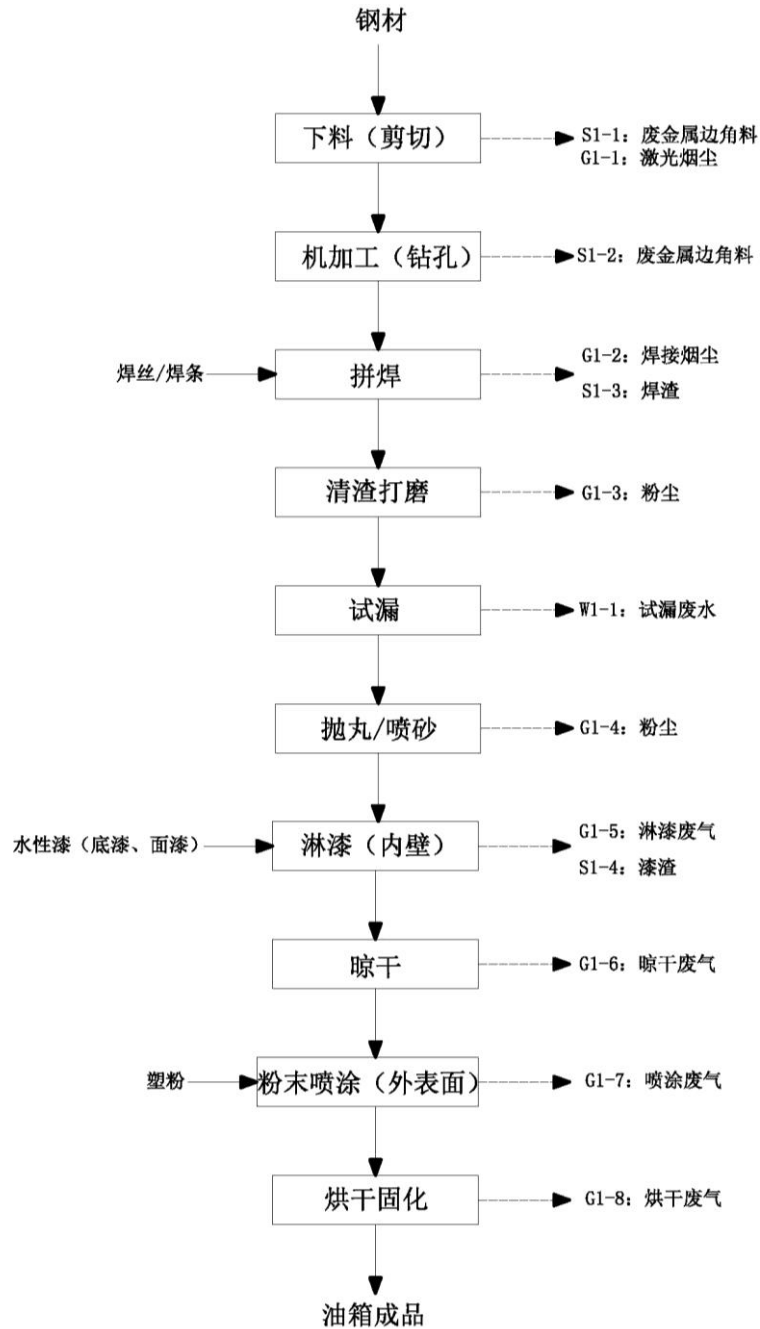 钢材
下料（剪切）
S1-1：废金属边角料
G1-1：激光烟尘
机加工（钻孔）
S1-2：废金属边角料
焊丝/焊条
拼焊
G1-2：焊接烟尘
S1-3：焊渣
清渣打磨
G1-3：粉尘
试漏
W1-1：试漏废水
抛丸/喷砂
G1-4：粉尘
水性漆（底漆、面漆）
淋漆（内壁）
G1-5：淋漆废气
S1-4：漆渣
晾干
G1-6：晾干废气
塑粉
粉末喷涂（外表面）
G1-7：喷涂废气
烘干固化
G1-8：烘干废气
油箱成品